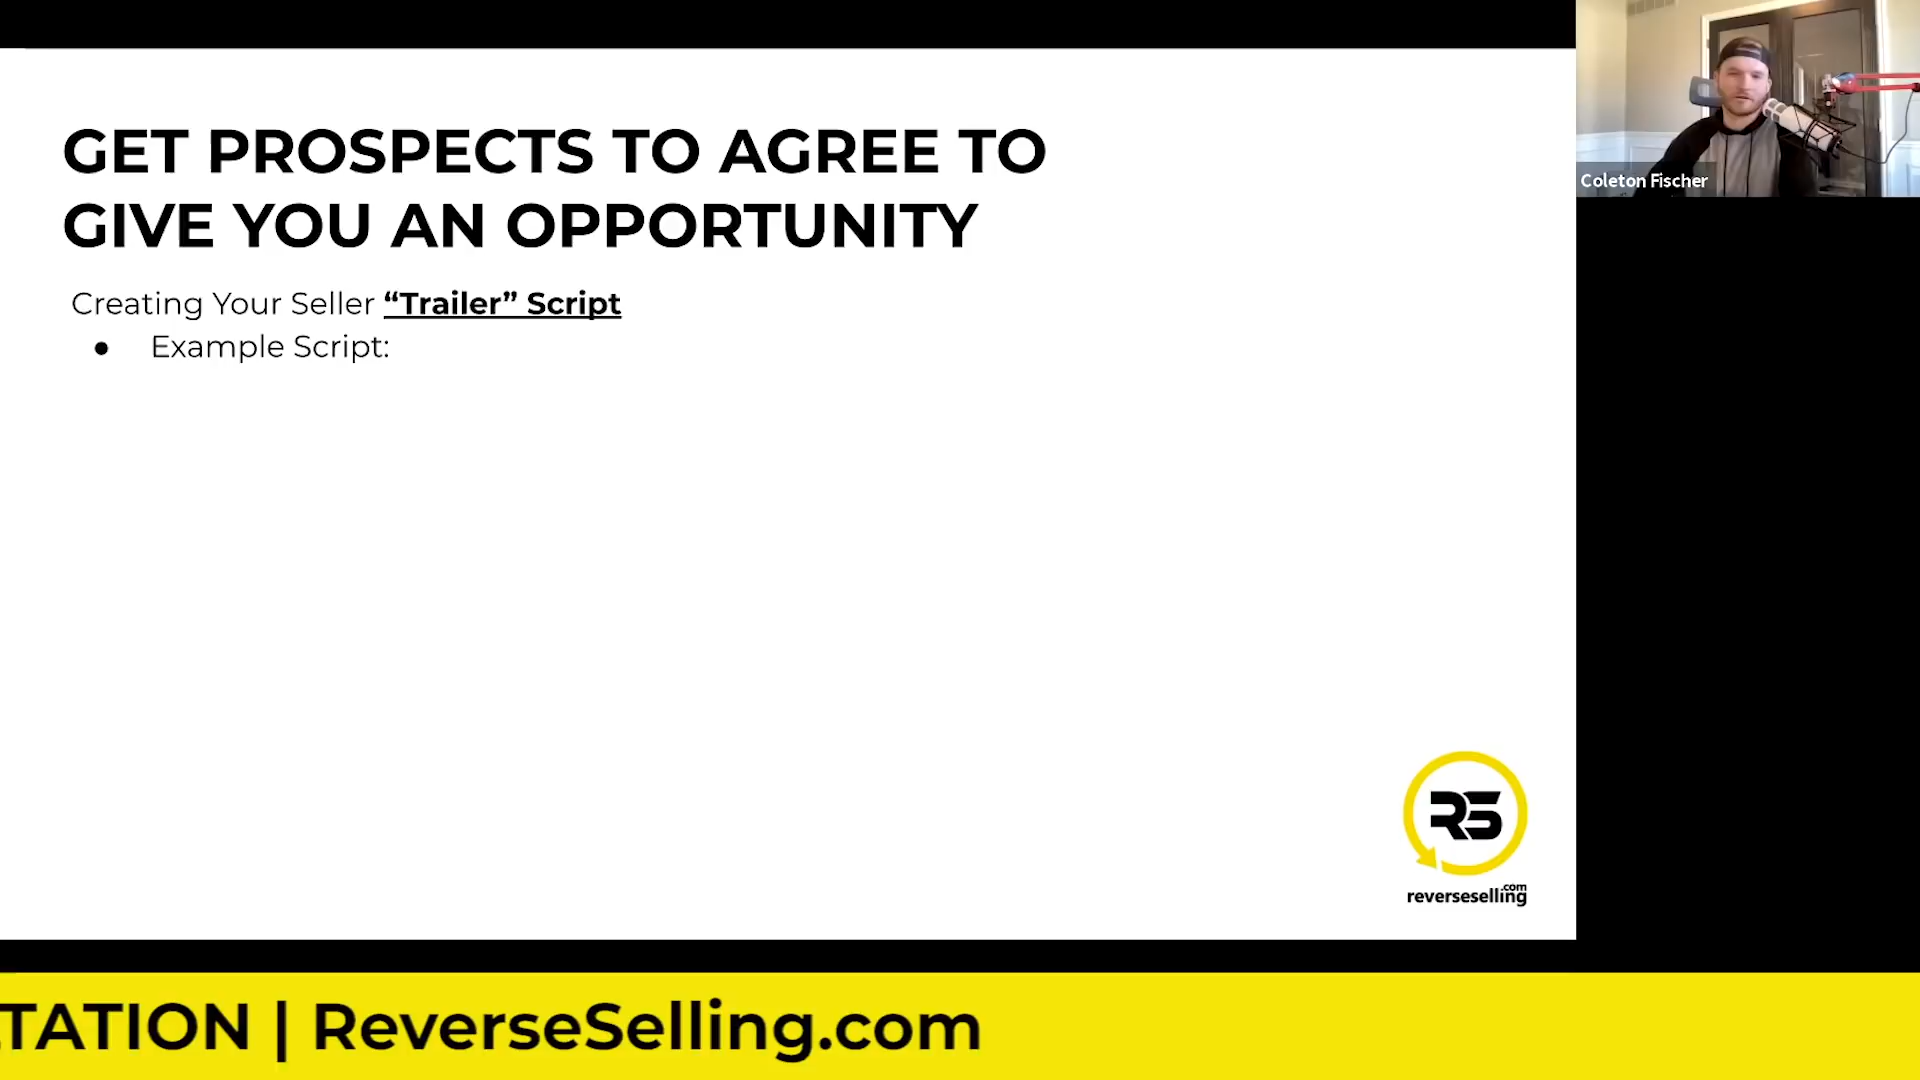 GET PROSPECTS TO AGREE TO
GIVE YOU AN OPPORTUNITY
Creating Your Seller “Trailer” Script
● Example Script:
Coleton Fischer
RS
reverseselling.com
TATION | ReverseSelling.com